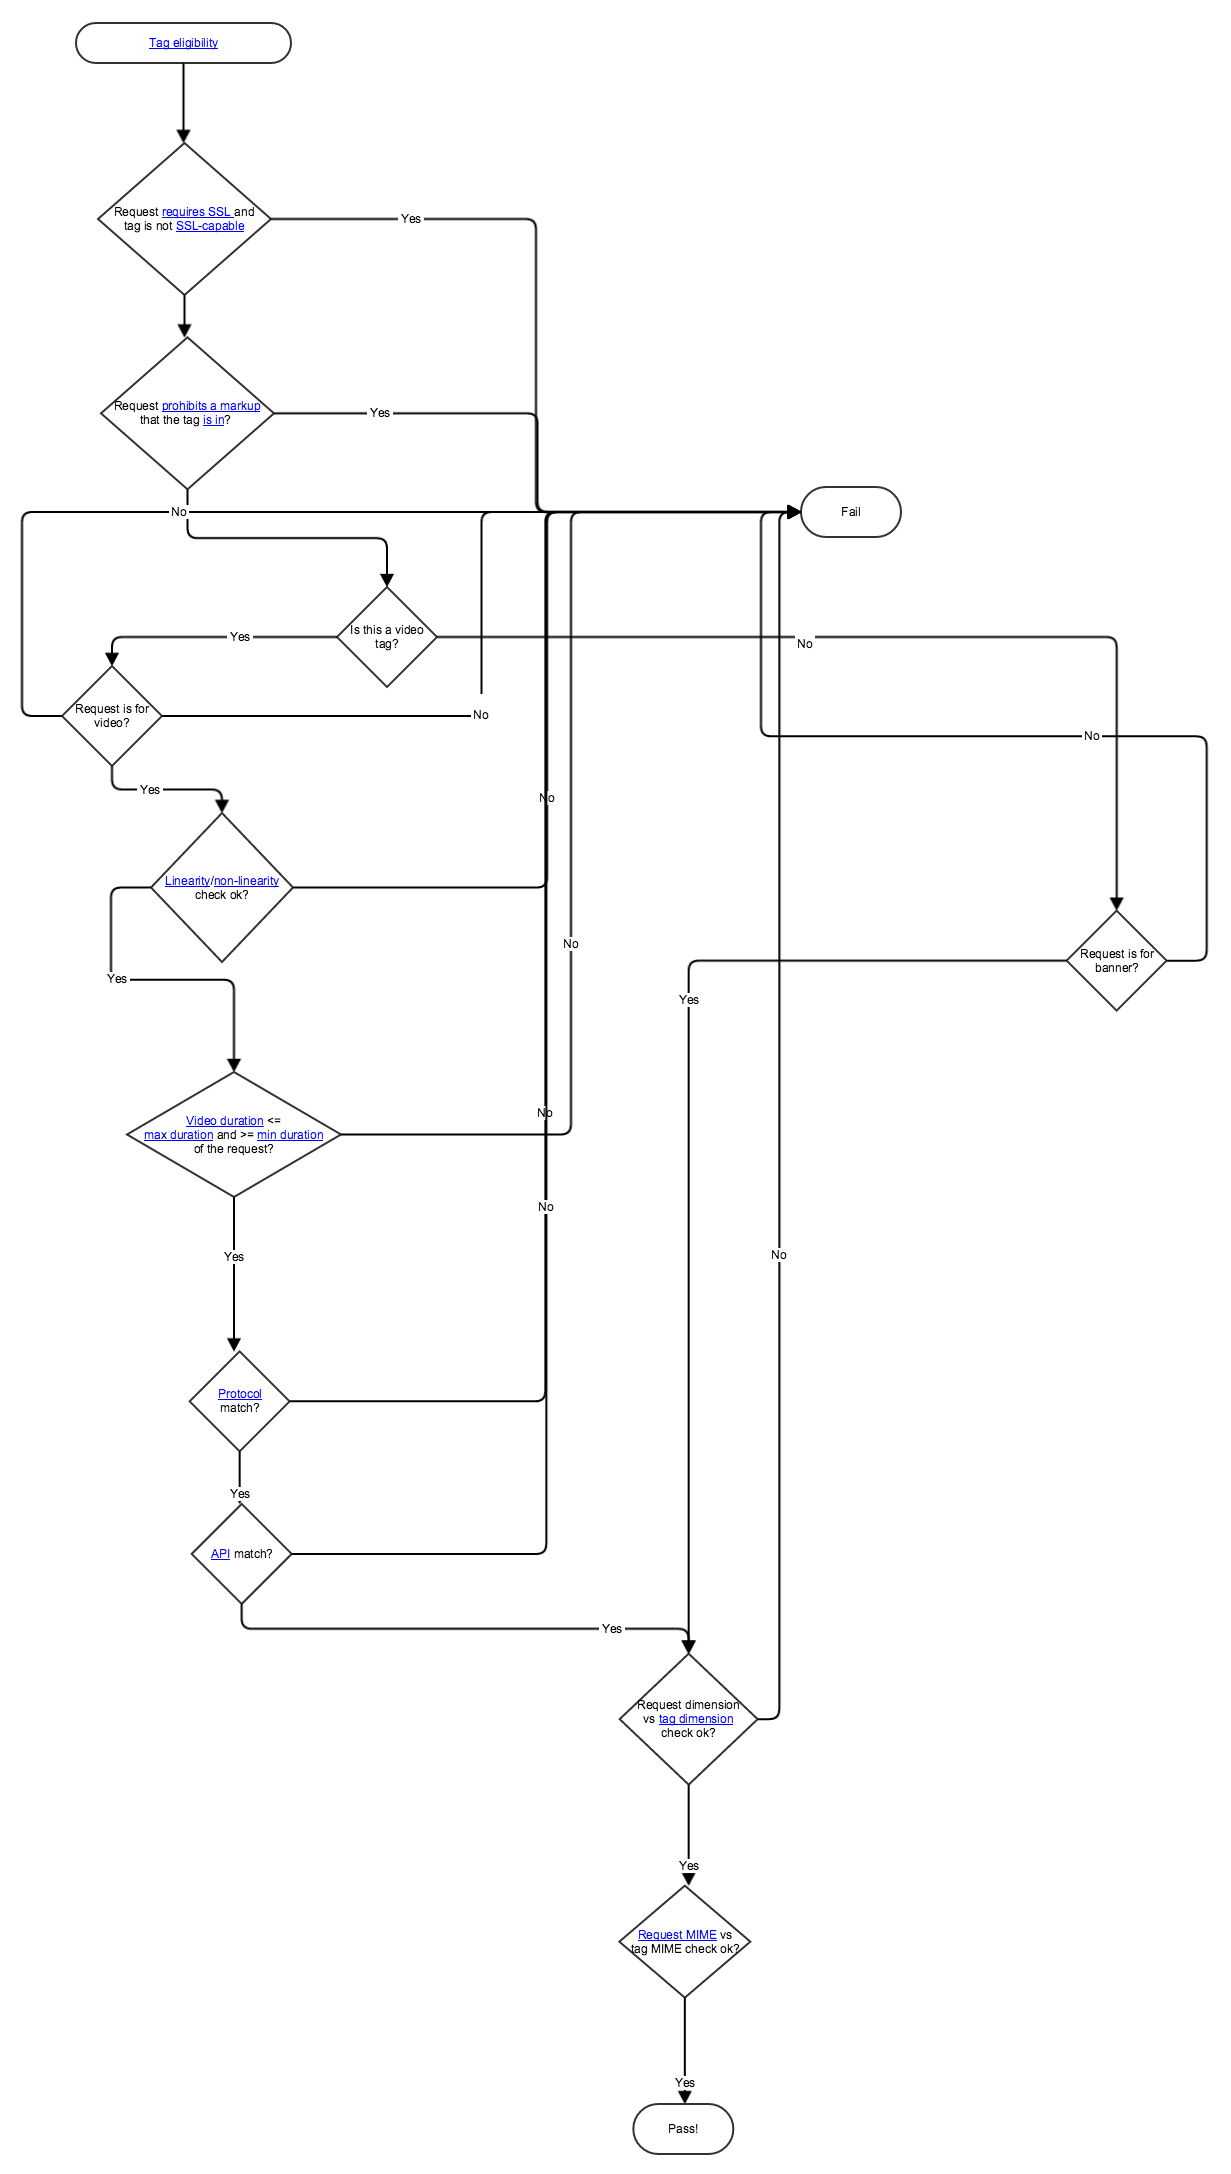 Tag eligibility
Request requires SSL and
tag is not SSL-capable
Yes
Request prohibits a markup
that the tag is in?
Yes
No
Fail
Is this a video
tag?
Yes
No
Request is for
video?
No
No
Yes
No
Linearity/non-linearity
check ok?
No
Request is for
banner?
Yes
Yes
Video duration <=
max duration and >= min duration
of the request?
No
No
Yes
No
Protocol
match?
Yes
API match?
Yes
Request dimension
vs tag dimension
check ok?
Yes
Request MIME vs
tag MIME check ok?
Yes
Pass!